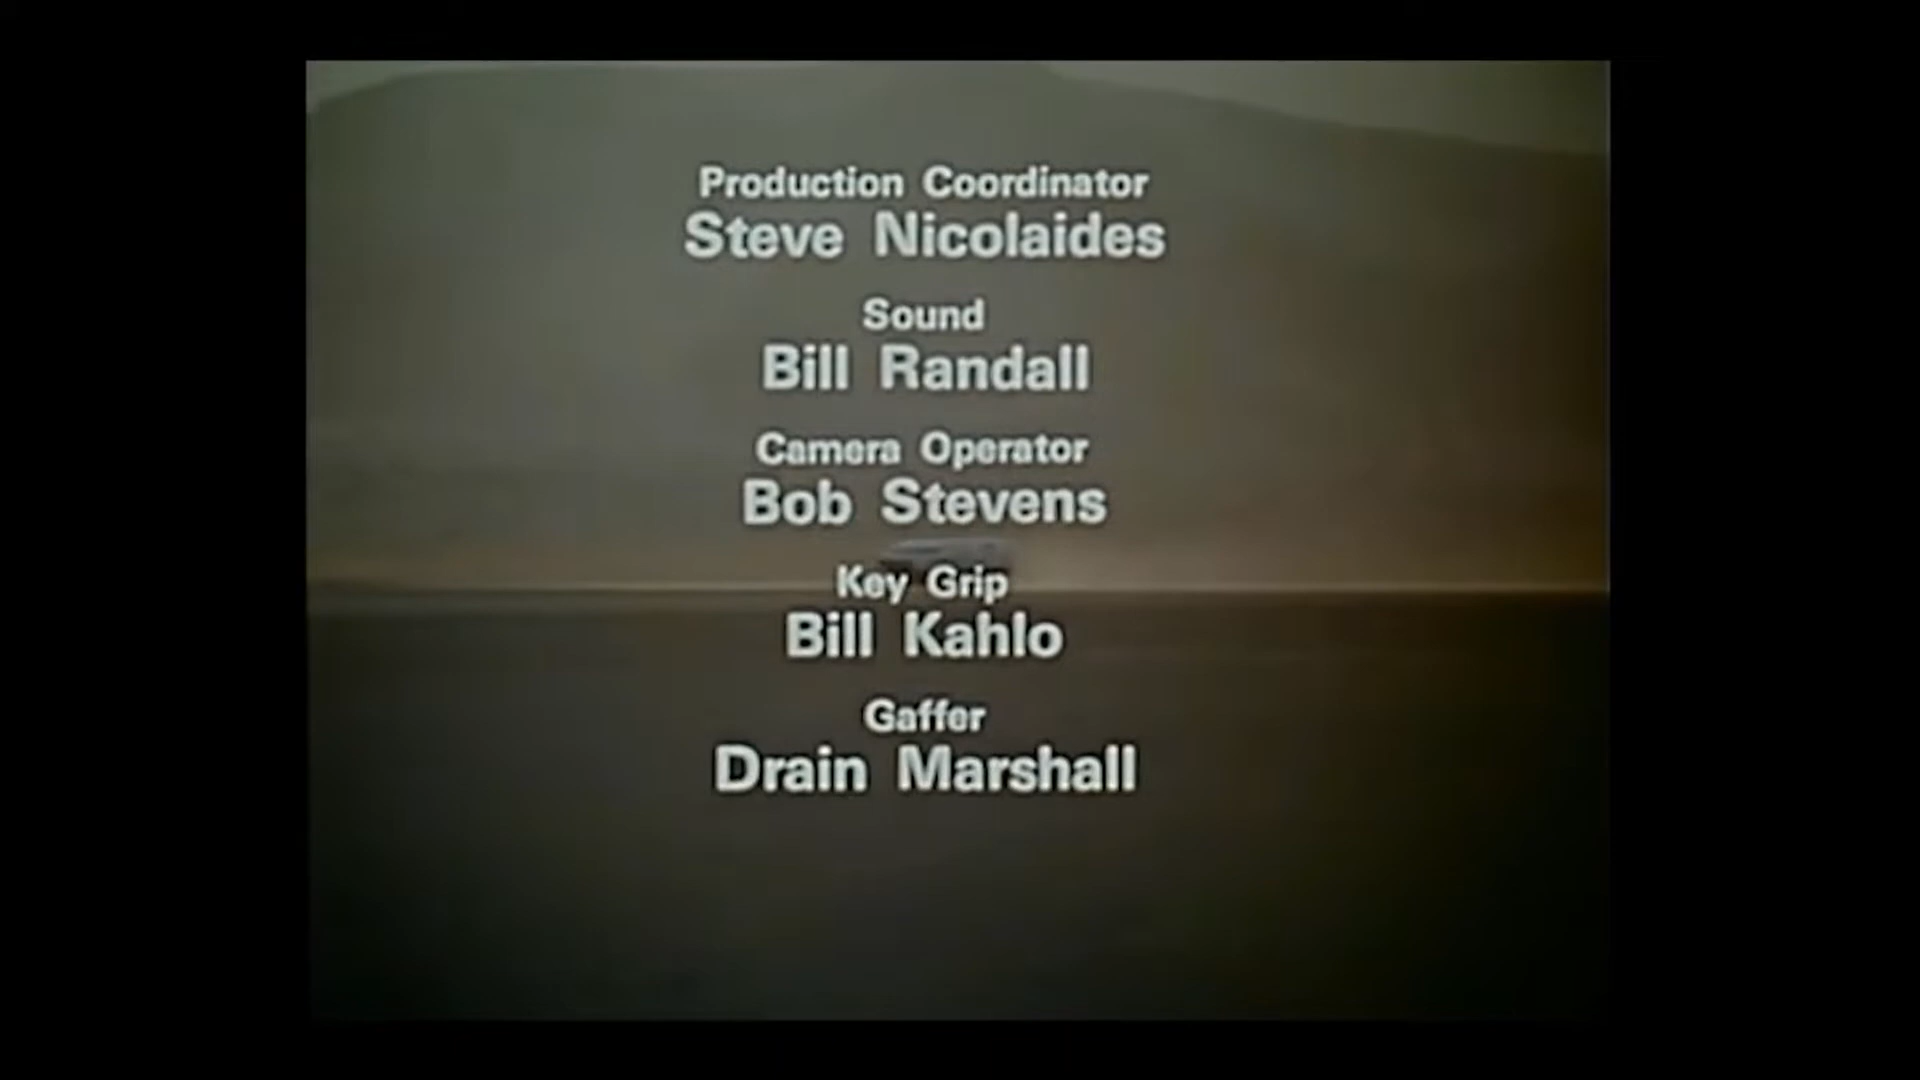 Production Coordinator
Steve Nicolaides
Sound
Bill Randall
Camera Operator
Bob Stevens
Key Grip
Bill Kahlo
Gaffer
Drain Marshall